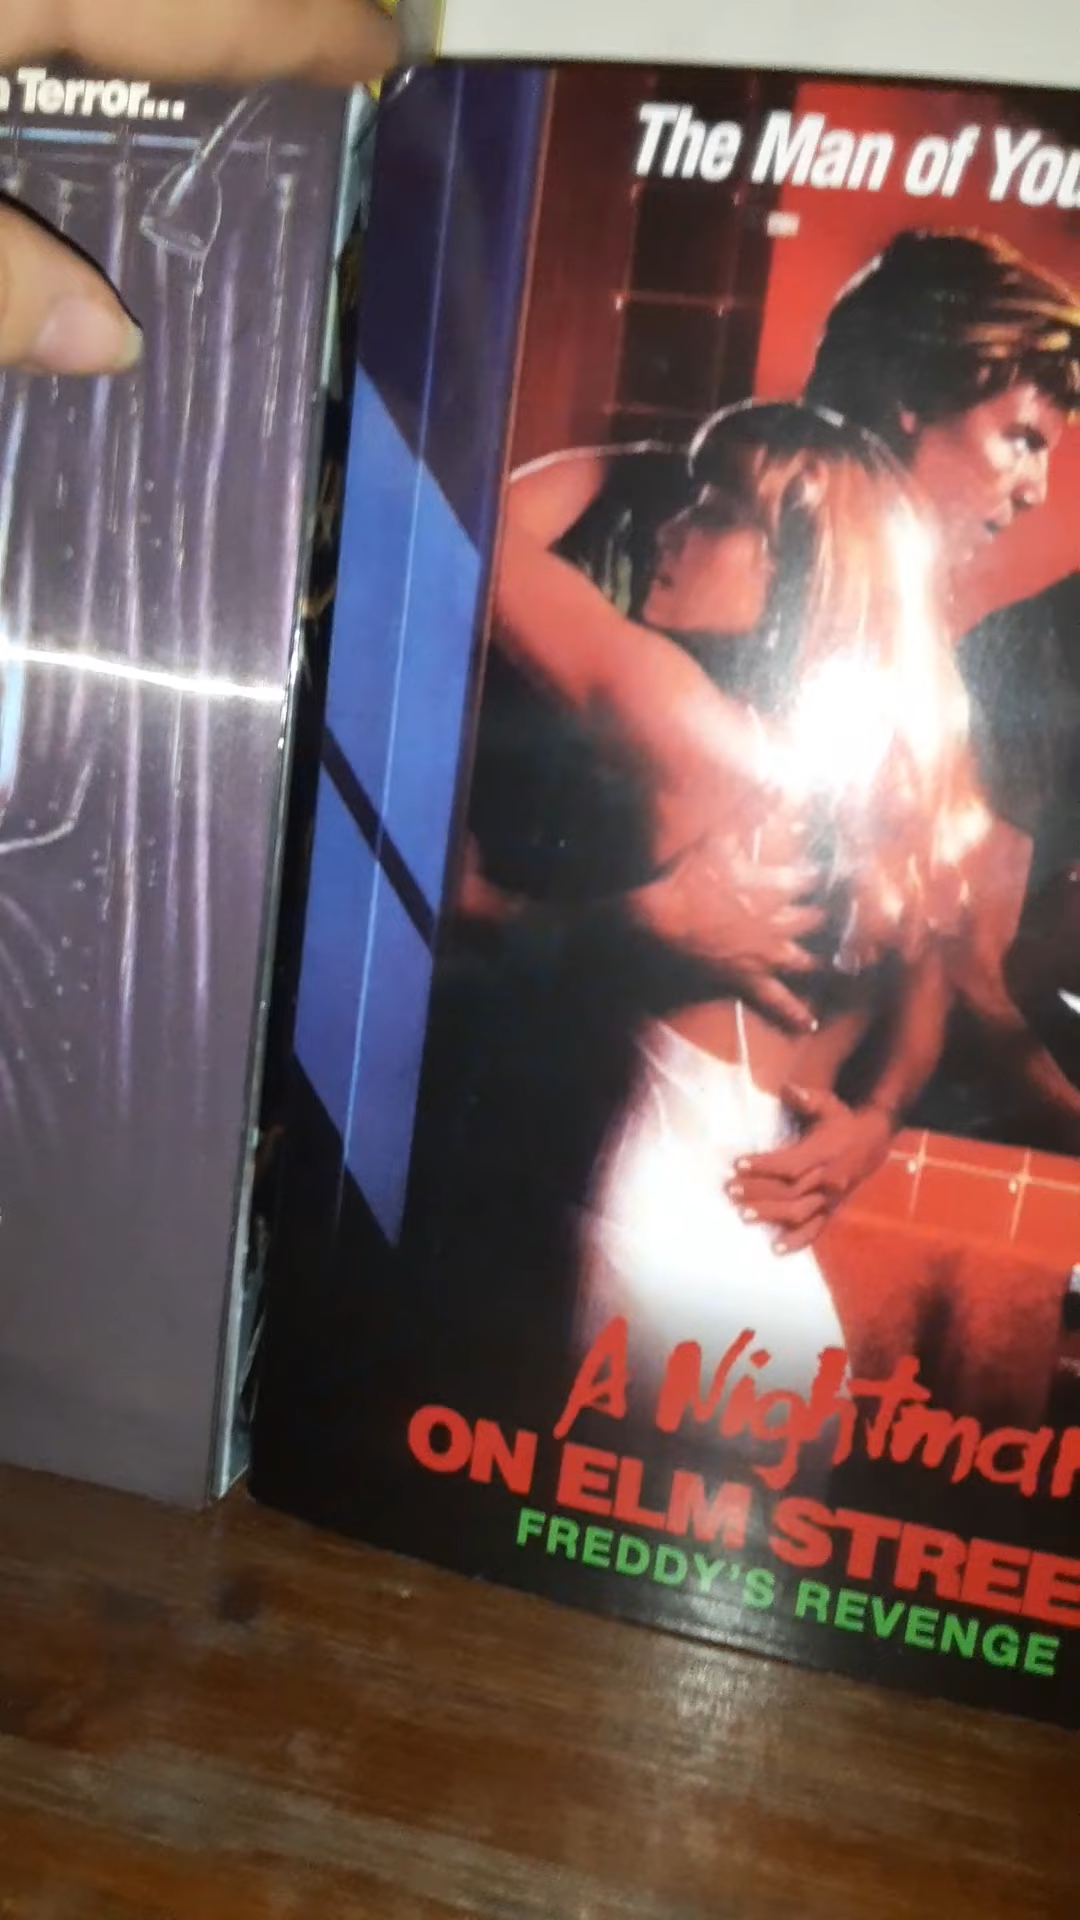 Terror...
The Man of You
A Nightmar
ON ELM STREE
FREDDY'S REVENGE